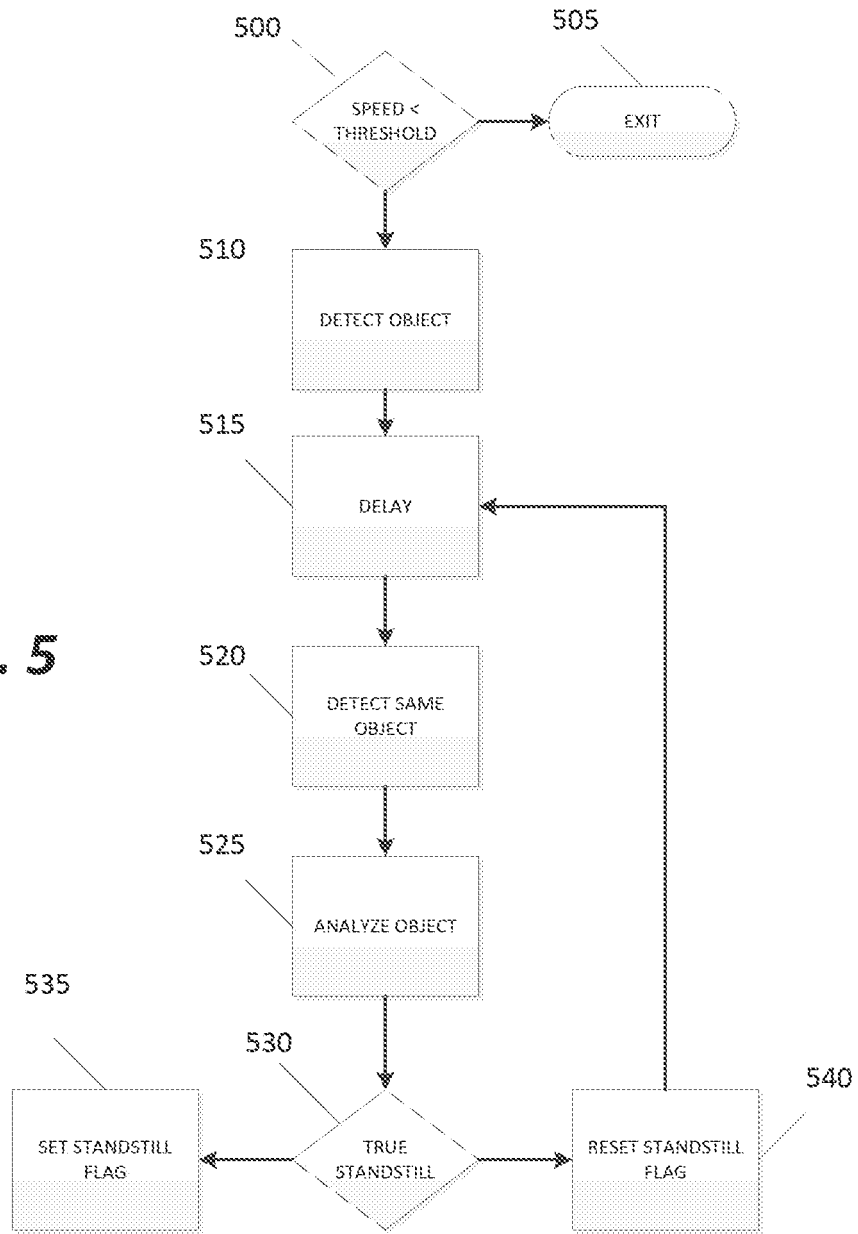 500
505
SPEED <
THRESHOLD
EXIT
510
DETECT OBJECT
515
DELAY
. 5
520
DETECT SAME
OBJECT
525
ANALYZE OBJECT
535
530
540
SET STANDSTILL
FLAG
TRUE
STANDSTILL
RESET STANDSTILL
FLAG